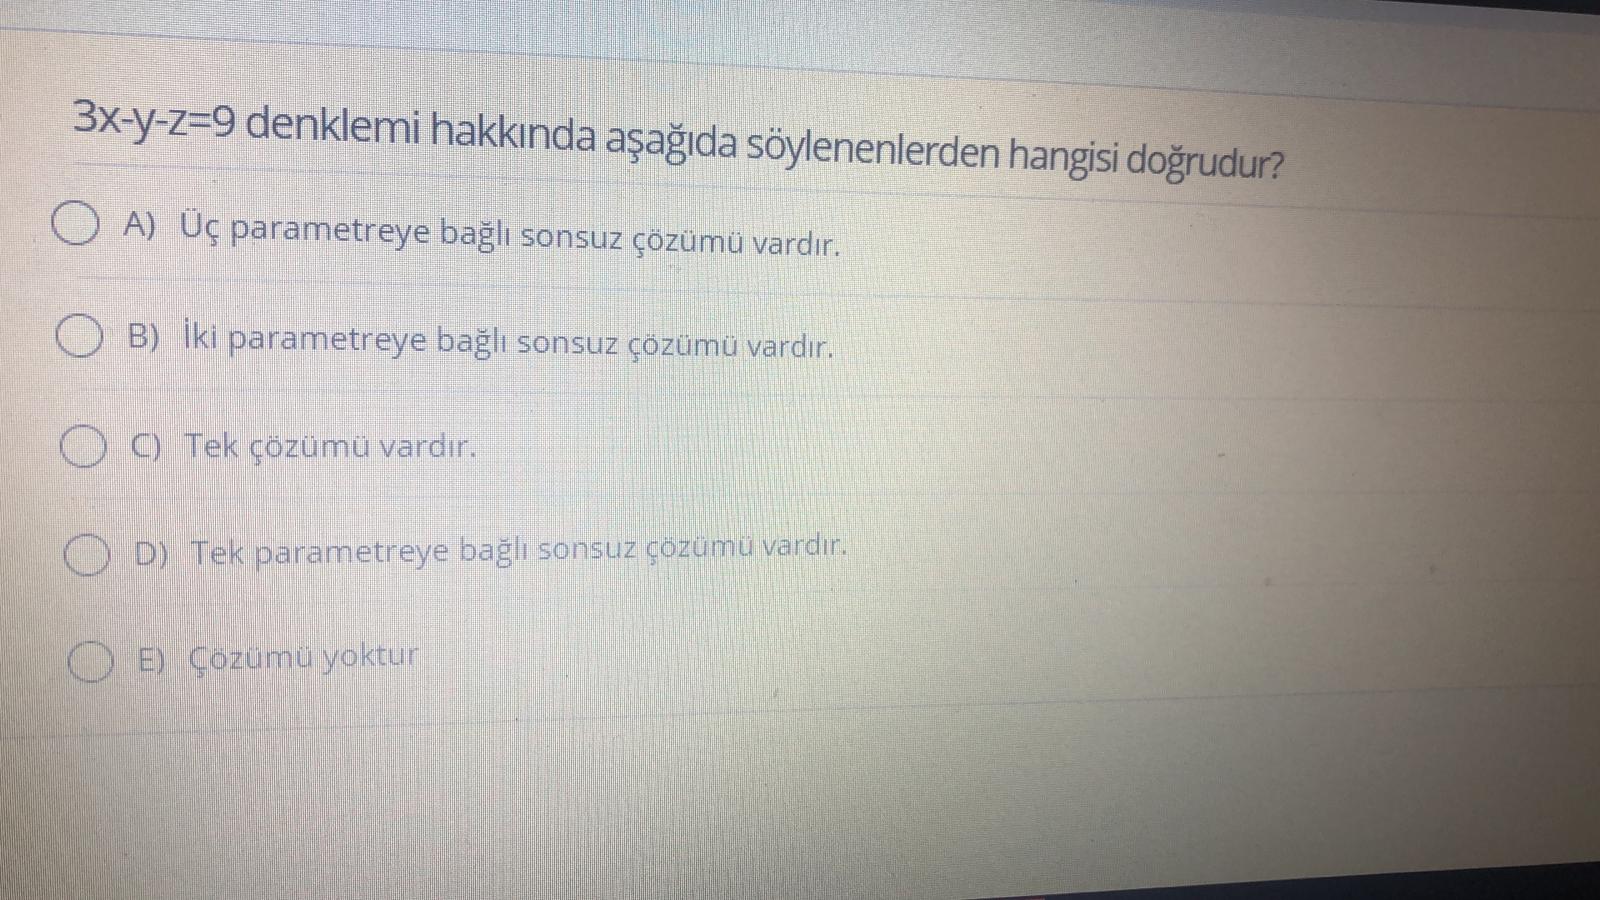 3x-y-z=9 denklemi hakkında aşağıda söylenenlerden hangisi doğrudur?
A) Üç parametreye bağlı sonsuz çözümü vardır.
B) İki parametreye bağlı sonsuz çözümü vardır.
C) Tek çözümü vardır.
D) Tek parametreye bağlı sonsuz çözümü vardır.
E) Çözümü yoktur